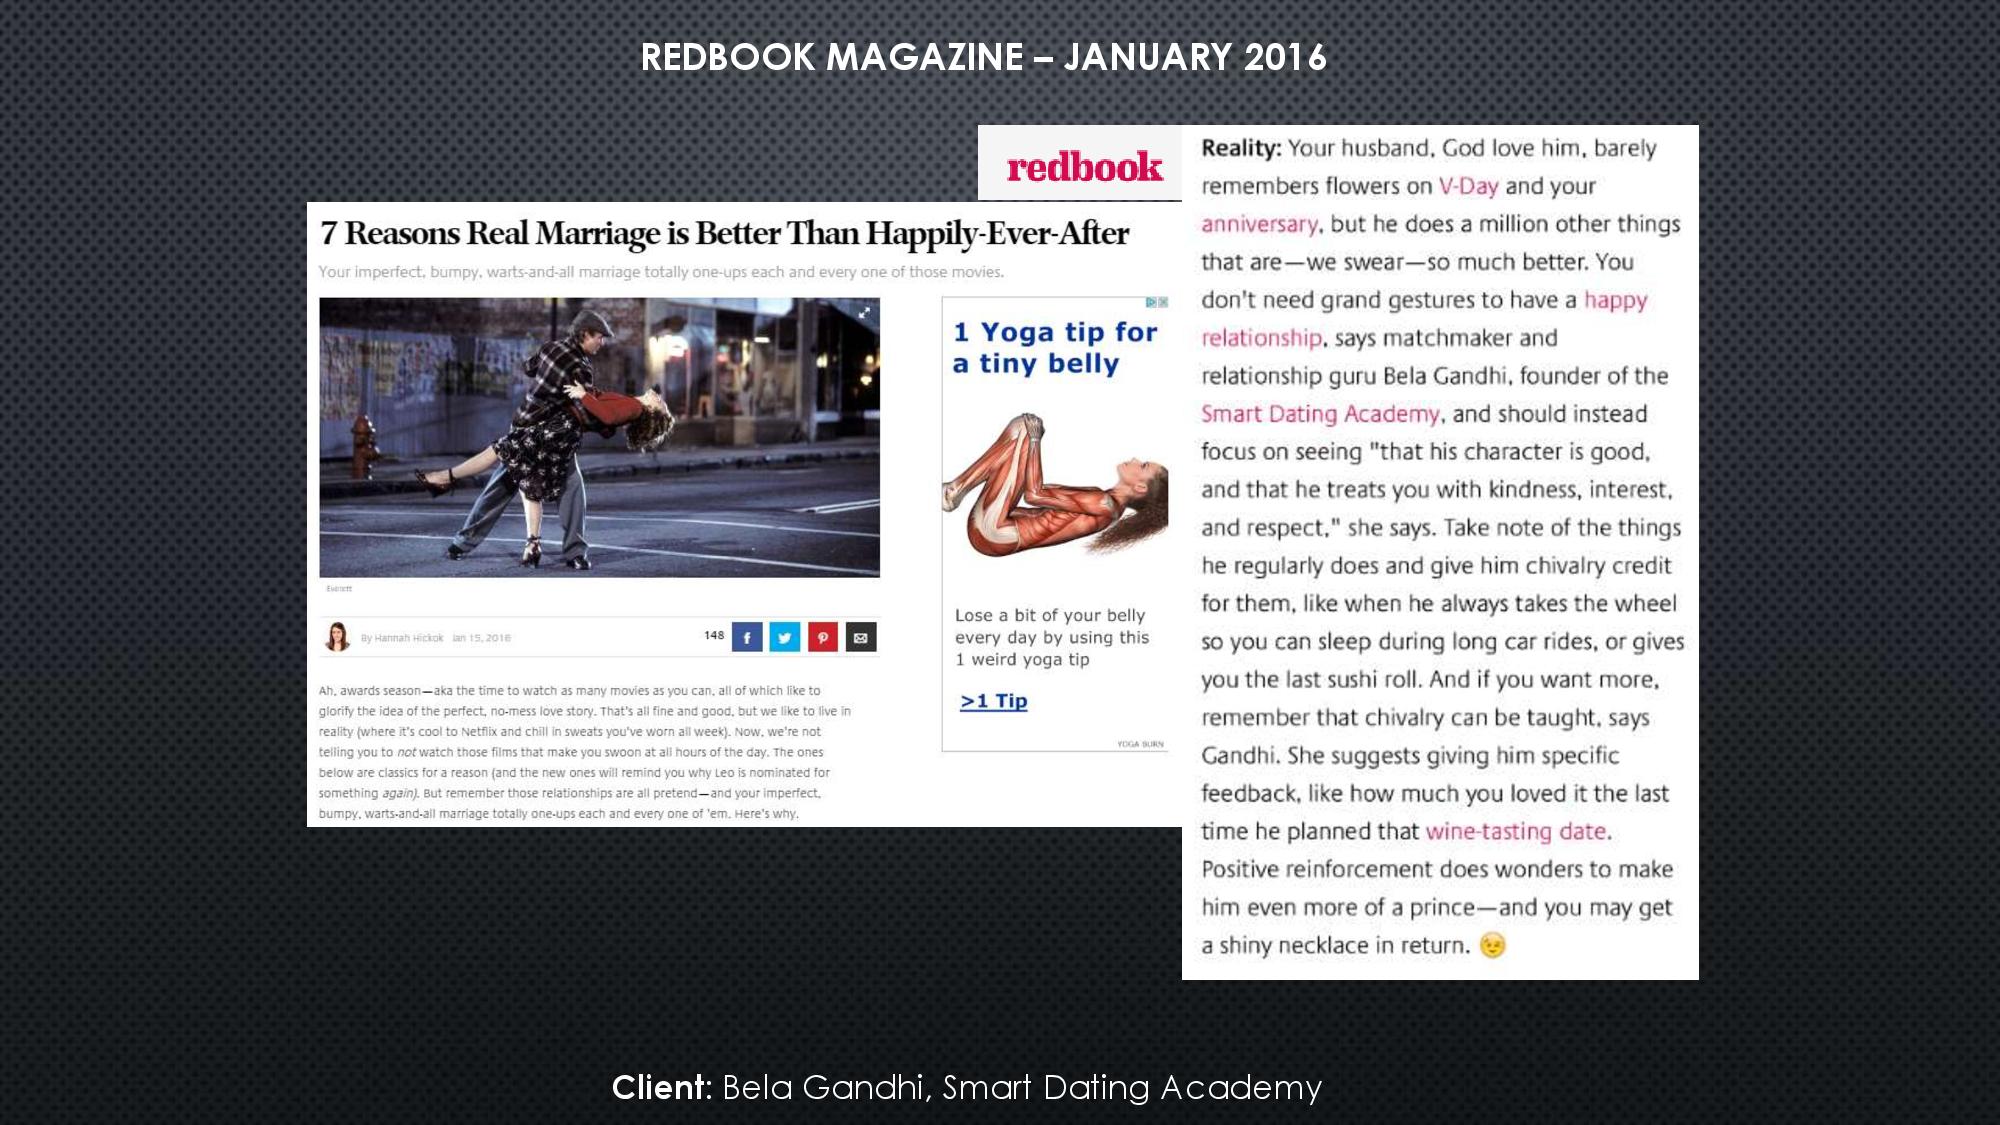 REDBOOK MAGAZINE – JANUARY 2016
redbook
7 Reasons Real Marriage is Better Than Happily-Ever-After
Your imperfect, bumpy, warts-and-all marriage totally one-ups each and every one of those movies.
Everett
By Hannah Hickok Jan 15, 2016
148
Ah, awards season—aka the time to watch as many movies as you can, all of which like to
glorify the idea of the perfect, no-mess love story. That's all fine and good, but we like to live in
reality (where it's cool to Netflix and chill in sweats you've worn all week). Now, we're not
telling you to not watch those films that make you swoon at all hours of the day. The ones
below are classics for a reason (and the new ones will remind you why Leo is nominated for
something again). But remember those relationships are all pretend—and your imperfect,
bumpy, warts-and-all marriage totally one-ups each and every one of 'em. Here's why.
1 Yoga tip for
a tiny belly
Lose a bit of your belly
every day by using this
1 weird yoga tip
>1 Tip
YOGA BURN
Reality: Your husband, God love him, barely
remembers flowers on V-Day and your
anniversary, but he does a million other things
that are—we swear—so much better. You
don't need grand gestures to have a happy
relationship, says matchmaker and
relationship guru Bela Gandhi, founder of the
Smart Dating Academy, and should instead
focus on seeing "that his character is good,
and that he treats you with kindness, interest,
and respect," she says. Take note of the things
he regularly does and give him chivalry credit
for them, like when he always takes the wheel
so you can sleep during long car rides, or gives
you the last sushi roll. And if you want more,
remember that chivalry can be taught, says
Gandhi. She suggests giving him specific
feedback, like how much you loved it the last
time he planned that wine-tasting date.
Positive reinforcement does wonders to make
him even more of a prince—and you may get
a shiny necklace in return. 😉
Client: Bela Gandhi, Smart Dating Academy